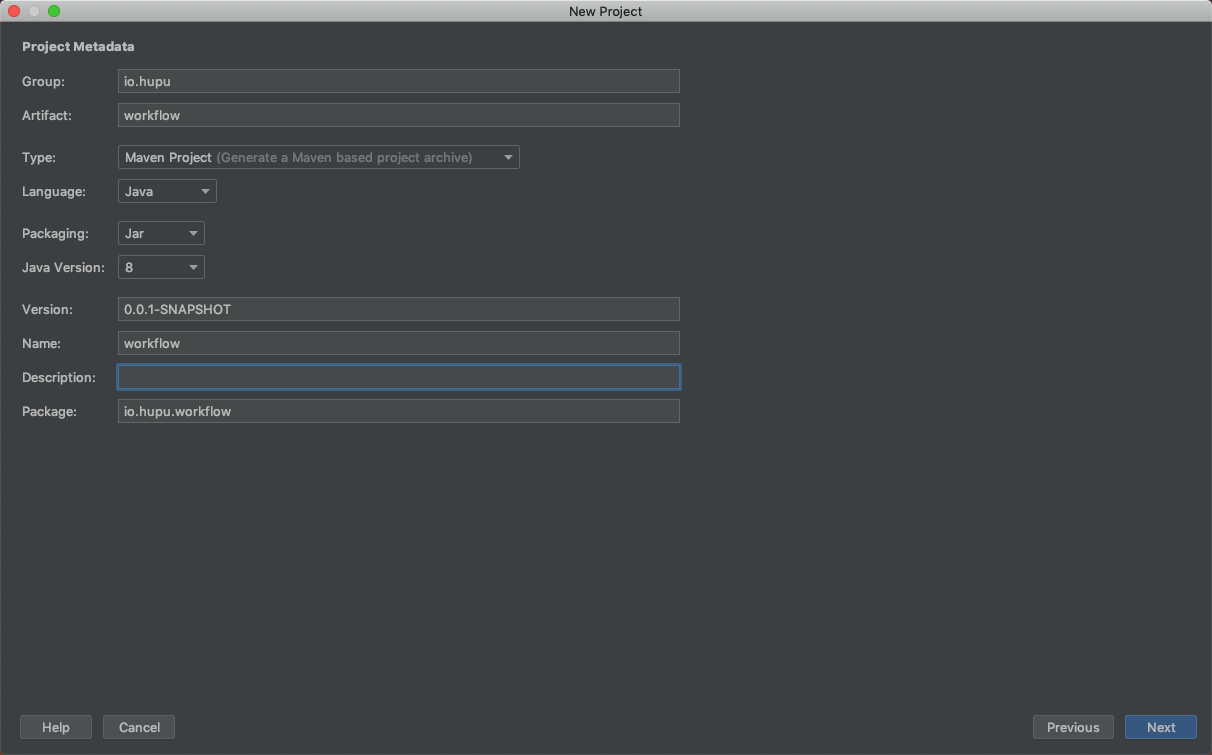 New Project
Project Metadata
Group: io.hupu
Artifact: workflow
Type: Maven Project (Generate a Maven based project archive)
Language: Java
Packaging: Jar
Java Version: 8
Version: 0.0.1-SNAPSHOT
Name: workflow
Description:
Package: io.hupu.workflow
Help Cancel Previous Next